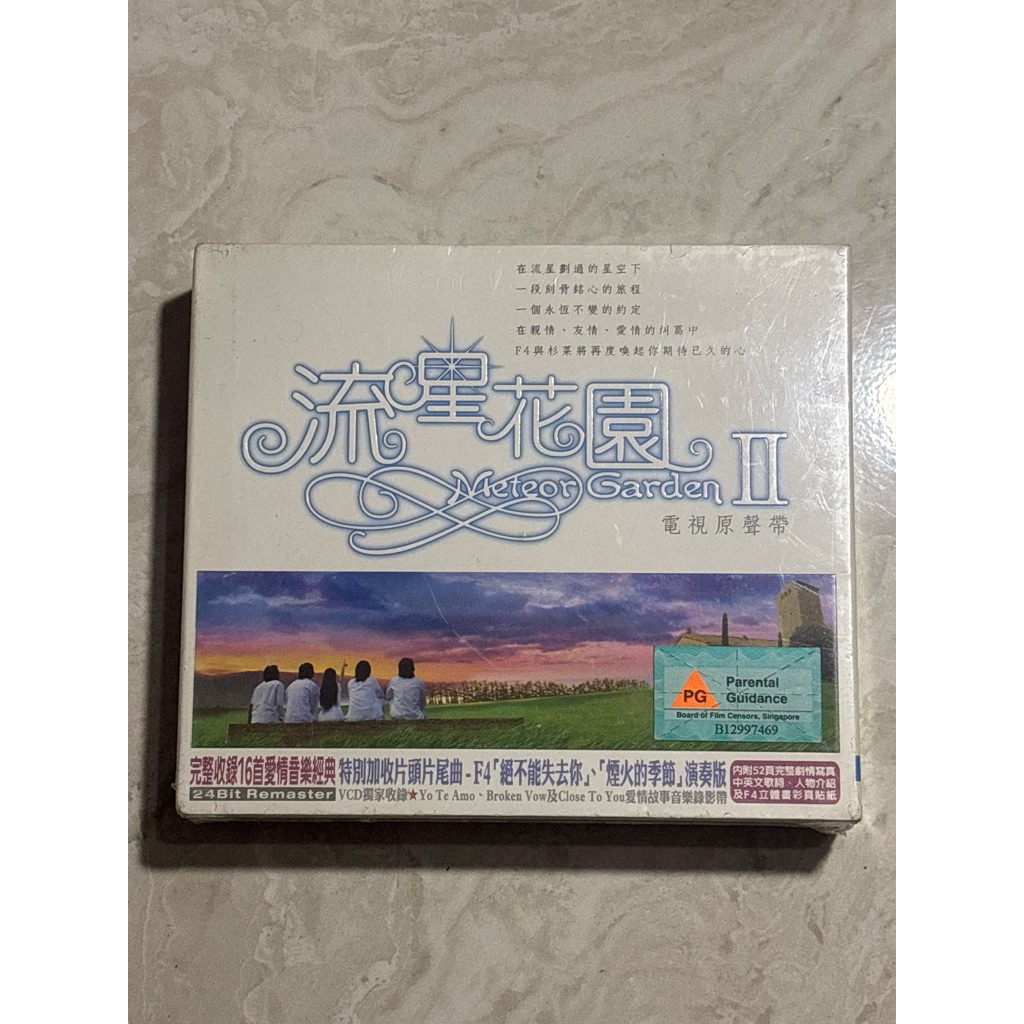 在流星劃過的星空下
一段刻骨銘心的旅程
一個永恆不變的約定
在親情、友情、愛情的糾葛中
F4與杉菜將再度喚起你期待已久的心
流星花園 II
Meteor Garden
電視原聲帶
PG
Parental
Guidance
Board of Film Censors, Singapore
B12997469
完整收錄16首愛情音樂經典
24Bit Remaster
特別加收片頭片尾曲-F4「絕不能失去你」、「煙火的季節」演奏版
VCD獨家收錄★Yo Te Amo、Broken Vow及Close To You愛情故事音樂錄影帶
內附52頁完整劇情寫真
中英文歌詞、人物介紹
及F4立體畫彩頁貼紙